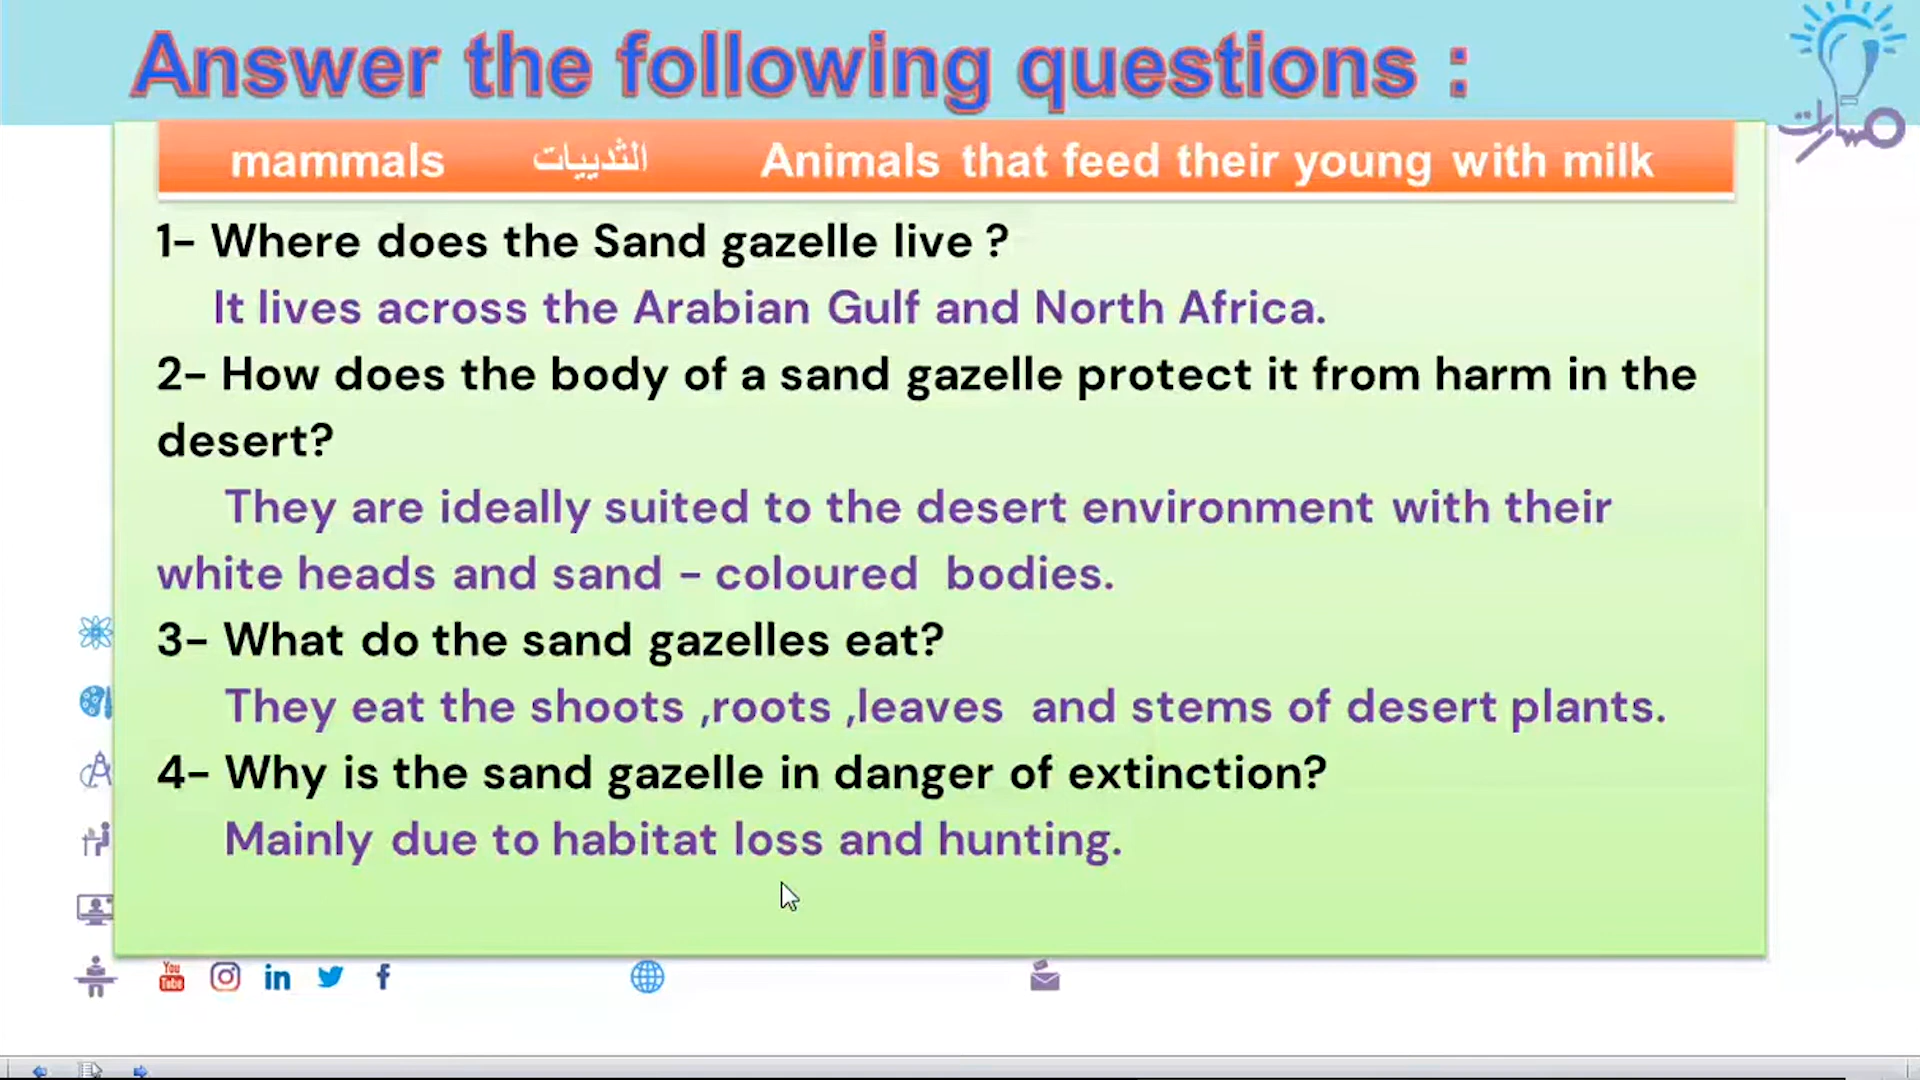 Answer the following questions :
mammals الثدييات Animals that feed their young with milk
1- Where does the Sand gazelle live ?
It lives across the Arabian Gulf and North Africa.
2- How does the body of a sand gazelle protect it from harm in the
desert?
They are ideally suited to the desert environment with their
white heads and sand - coloured bodies.
3- What do the sand gazelles eat?
They eat the shoots ,roots ,leaves and stems of desert plants.
4- Why is the sand gazelle in danger of extinction?
Mainly due to habitat loss and hunting.
مسارات
You
Tube